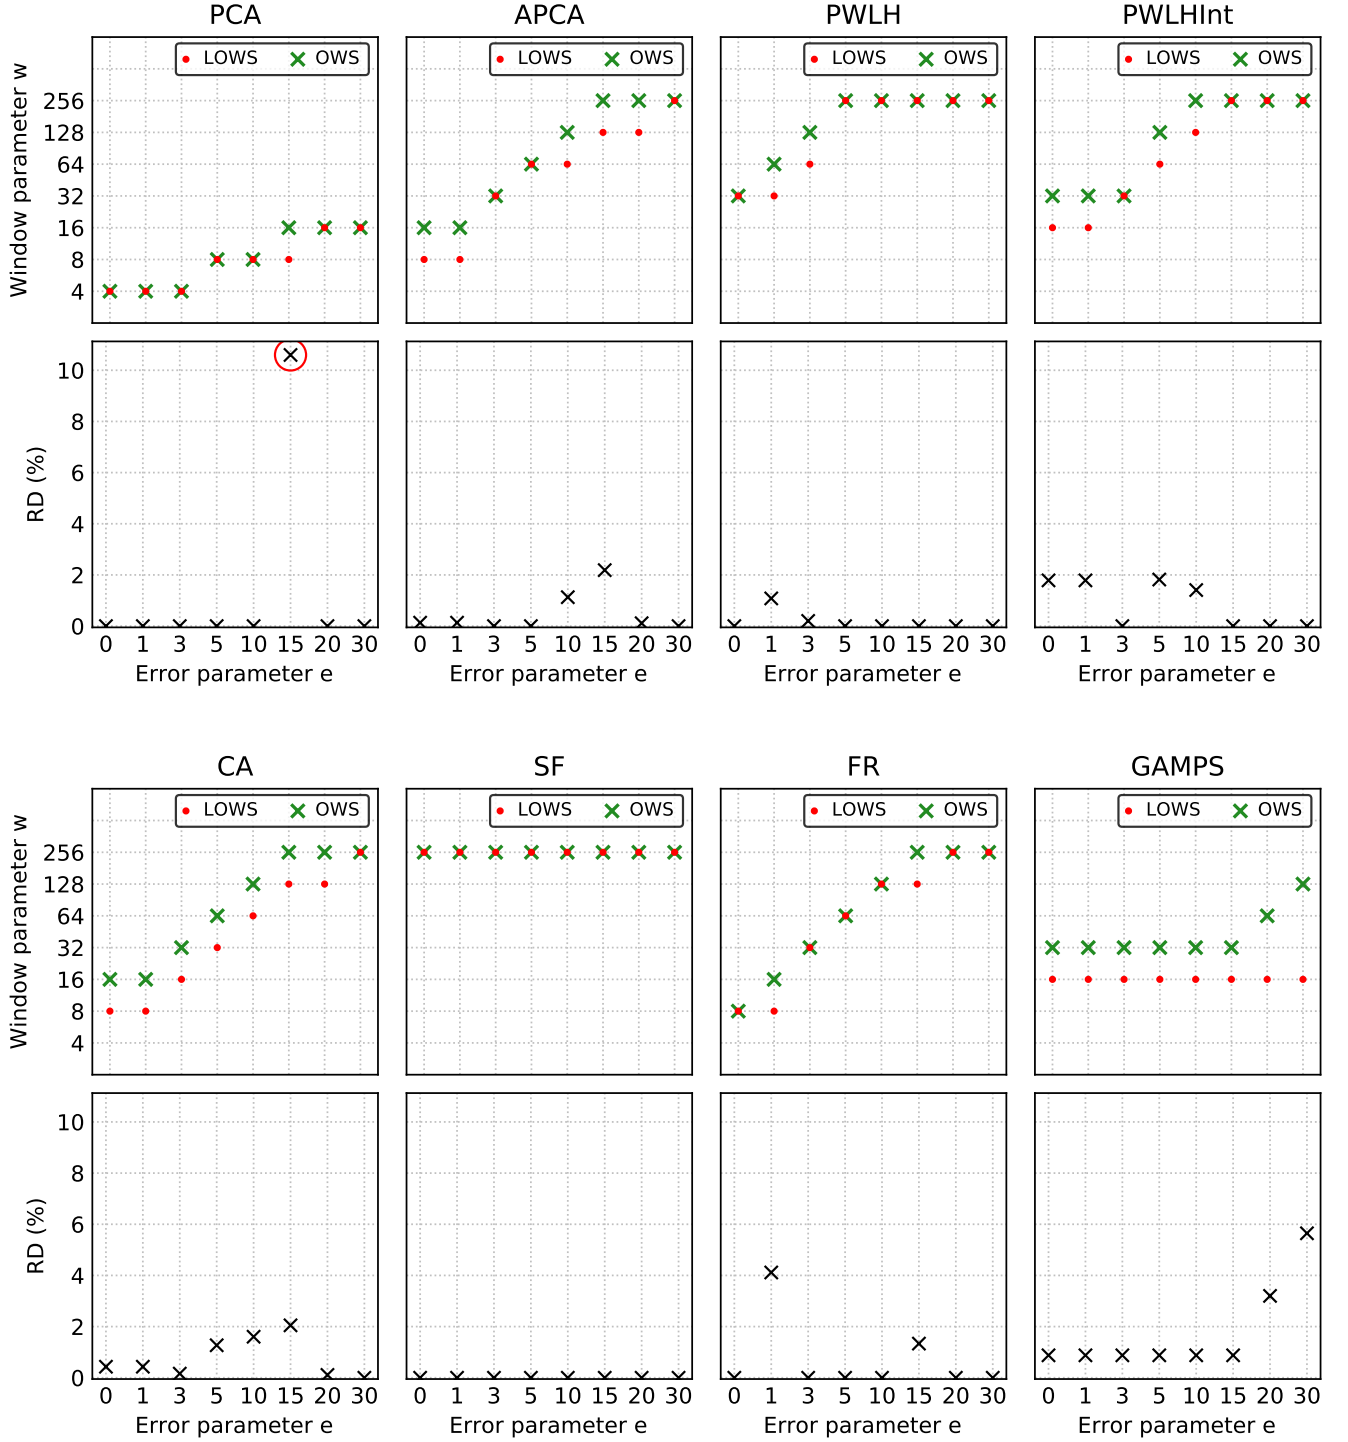 PCA APCA PWLH PWLHInt
LOWS OWS LOWS OWS LOWS OWS LOWS OWS
Window parameter w
256
128
64
32
16
8
4
RD (%)
10
8
6
4
2
0
0 1 3 5 10 15 20 30 0 1 3 5 10 15 20 30 0 1 3 5 10 15 20 30 0 1 3 5 10 15 20 30
Error parameter e Error parameter e Error parameter e Error parameter e
CA SF FR GAMPS
LOWS OWS LOWS OWS LOWS OWS LOWS OWS
Window parameter w
256
128
64
32
16
8
4
RD (%)
10
8
6
4
2
0
0 1 3 5 10 15 20 30 0 1 3 5 10 15 20 30 0 1 3 5 10 15 20 30 0 1 3 5 10 15 20 30
Error parameter e Error parameter e Error parameter e Error parameter e